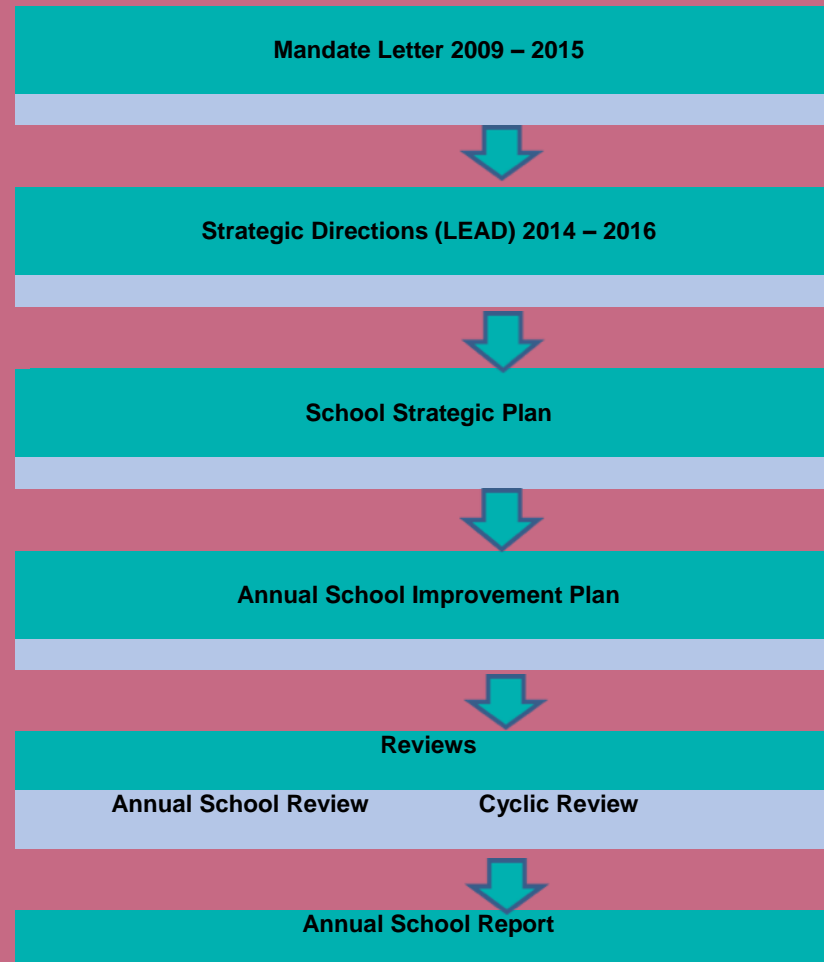 Mandate Letter 2009 – 2015
Strategic Directions (LEAD) 2014 – 2016
School Strategic Plan
Annual School Improvement Plan
Reviews
Annual School Review Cyclic Review
Annual School Report